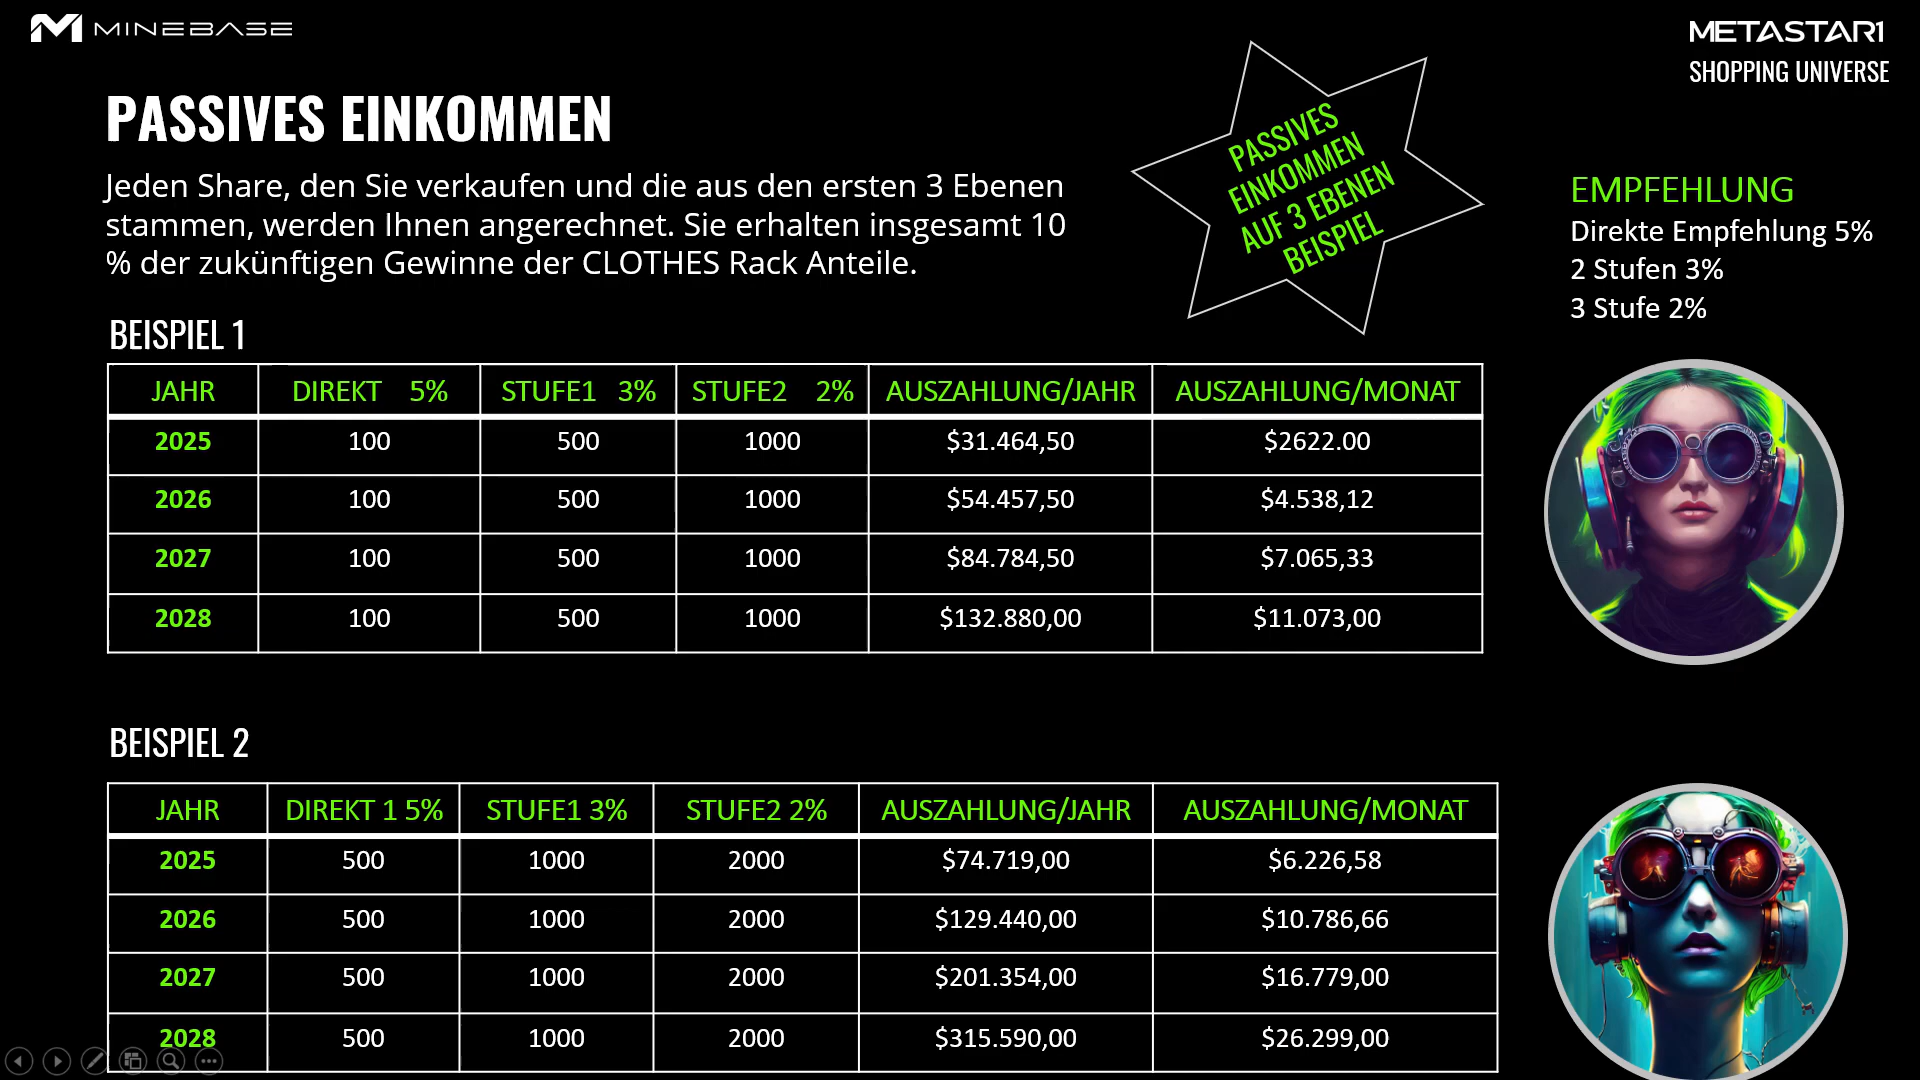 MINEBASE
METASTAR1
SHOPPING UNIVERSE
PASSIVES EINKOMMEN
Jeden Share, den Sie verkaufen und die aus den ersten 3 Ebenen
stammen, werden Ihnen angerechnet. Sie erhalten insgesamt 10
% der zukünftigen Gewinne der CLOTHES Rack Anteile.
PASSIVES
EINKOMMEN
AUF 3 EBENEN
BEISPIEL
EMPFEHLUNG
Direkte Empfehlung 5%
2 Stufen 3%
3 Stufe 2%
BEISPIEL 1
JAHR DIREKT 5% STUFE1 3% STUFE2 2% AUSZAHLUNG/JAHR AUSZAHLUNG/MONAT
2025 100 500 1000 $31.464,50 $2622.00
2026 100 500 1000 $54.457,50 $4.538,12
2027 100 500 1000 $84.784,50 $7.065,33
2028 100 500 1000 $132.880,00 $11.073,00
BEISPIEL 2
JAHR DIREKT 1 5% STUFE1 3% STUFE2 2% AUSZAHLUNG/JAHR AUSZAHLUNG/MONAT
2025 500 1000 2000 $74.719,00 $6.226,58
2026 500 1000 2000 $129.440,00 $10.786,66
2027 500 1000 2000 $201.354,00 $16.779,00
2028 500 1000 2000 $315.590,00 $26.299,00